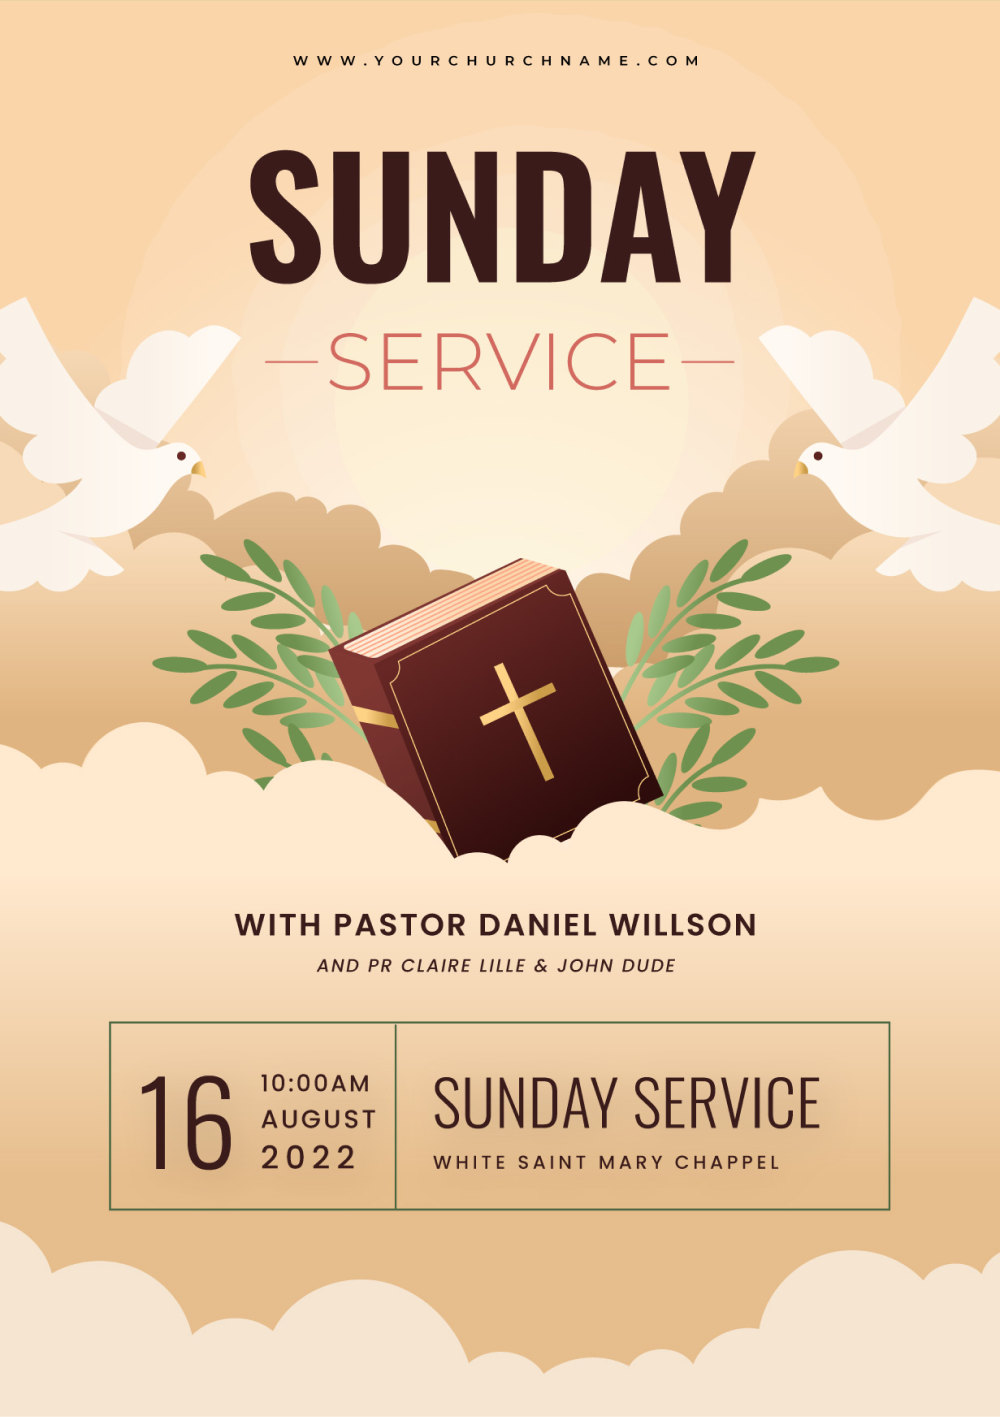 WWW.YOURCHURCHNAME.COM
SUNDAY
SERVICE
WITH PASTOR DANIEL WILLSON
AND PR CLAIRE LILLE & JOHN DUDE
16
10:00AM
AUGUST
2022
SUNDAY SERVICE
WHITE SAINT MARY CHAPPEL